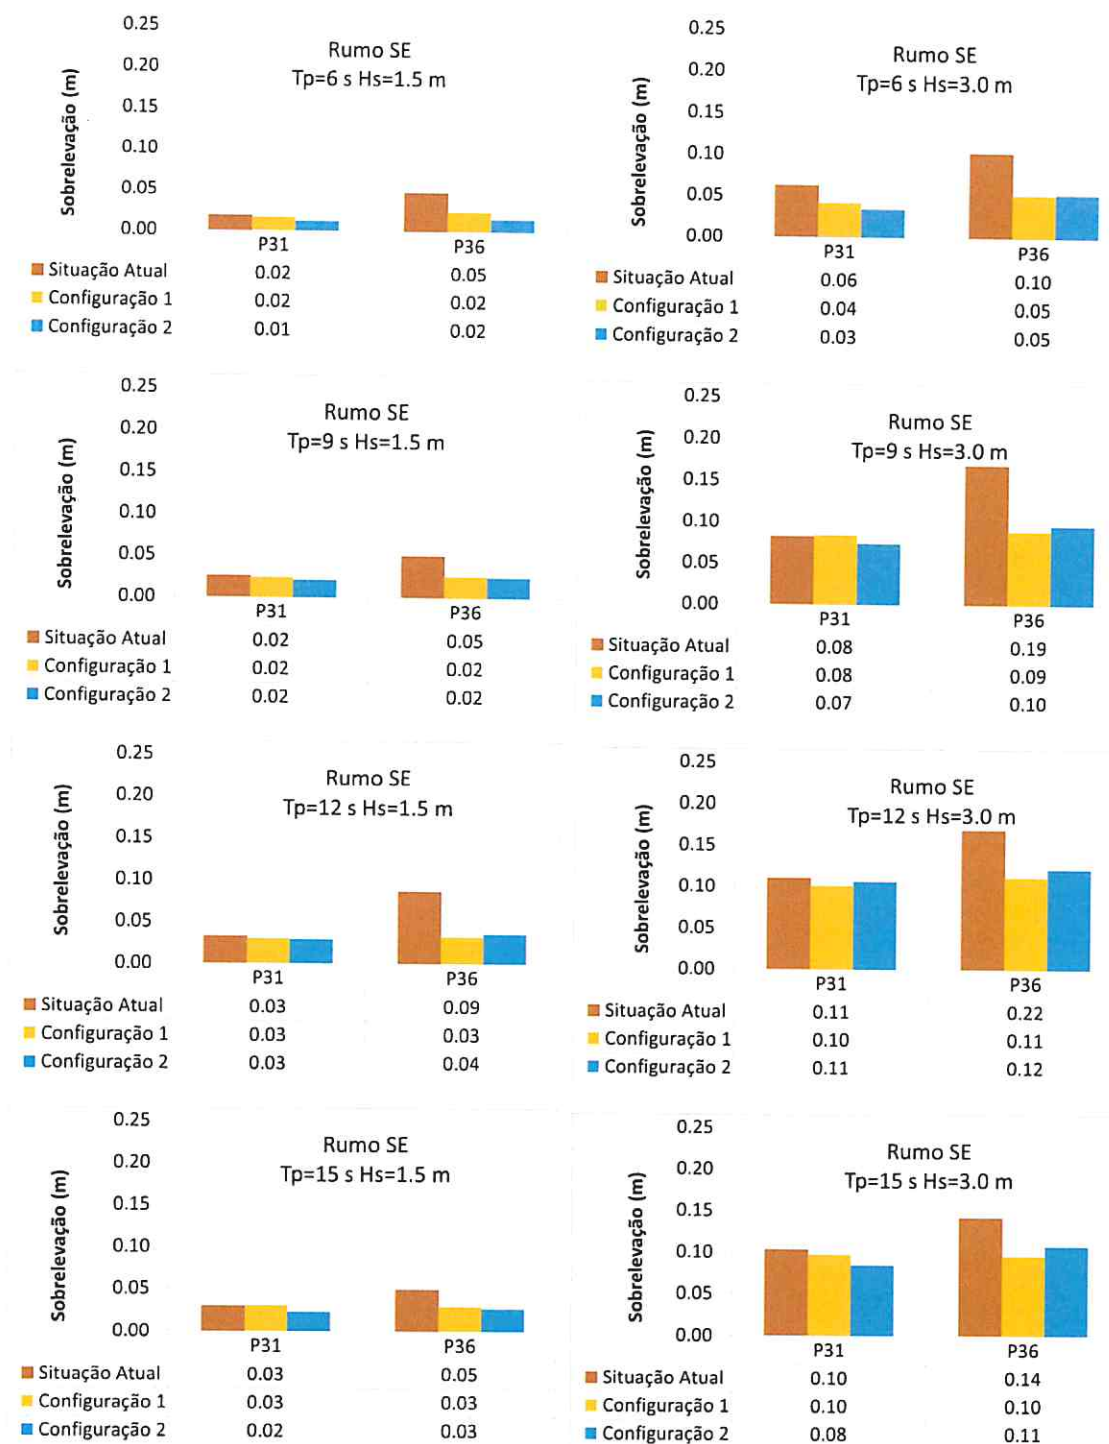 0.25
0.20
0.15
0.10
0.05
0.00
Sobrelevação (m)
Rumo SE
Tp=6 s Hs=1.5 m
P31 P36
Situação Atual 0.02 0.05
Configuração 1 0.02 0.02
Configuração 2 0.01 0.02
0.25
0.20
0.15
0.10
0.05
0.00
Sobrelevação (m)
Rumo SE
Tp=6 s Hs=3.0 m
P31 P36
Situação Atual 0.06 0.10
Configuração 1 0.04 0.05
Configuração 2 0.03 0.05
0.25
0.20
0.15
0.10
0.05
0.00
Sobrelevação (m)
Rumo SE
Tp=9 s Hs=1.5 m
P31 P36
Situação Atual 0.02 0.05
Configuração 1 0.02 0.02
Configuração 2 0.02 0.02
0.25
0.20
0.15
0.10
0.05
0.00
Sobrelevação (m)
Rumo SE
Tp=9 s Hs=3.0 m
P31 P36
Situação Atual 0.08 0.19
Configuração 1 0.08 0.09
Configuração 2 0.07 0.10
0.25
0.20
0.15
0.10
0.05
0.00
Sobrelevação (m)
Rumo SE
Tp=12 s Hs=1.5 m
P31 P36
Situação Atual 0.03 0.09
Configuração 1 0.03 0.03
Configuração 2 0.03 0.04
0.25
0.20
0.15
0.10
0.05
0.00
Sobrelevação (m)
Rumo SE
Tp=12 s Hs=3.0 m
P31 P36
Situação Atual 0.11 0.22
Configuração 1 0.10 0.11
Configuração 2 0.11 0.12
0.25
0.20
0.15
0.10
0.05
0.00
Sobrelevação (m)
Rumo SE
Tp=15 s Hs=1.5 m
P31 P36
Situação Atual 0.03 0.05
Configuração 1 0.03 0.03
Configuração 2 0.02 0.03
0.25
0.20
0.15
0.10
0.05
0.00
Sobrelevação (m)
Rumo SE
Tp=15 s Hs=3.0 m
P31 P36
Situação Atual 0.10 0.14
Configuração 1 0.10 0.10
Configuração 2 0.08 0.11